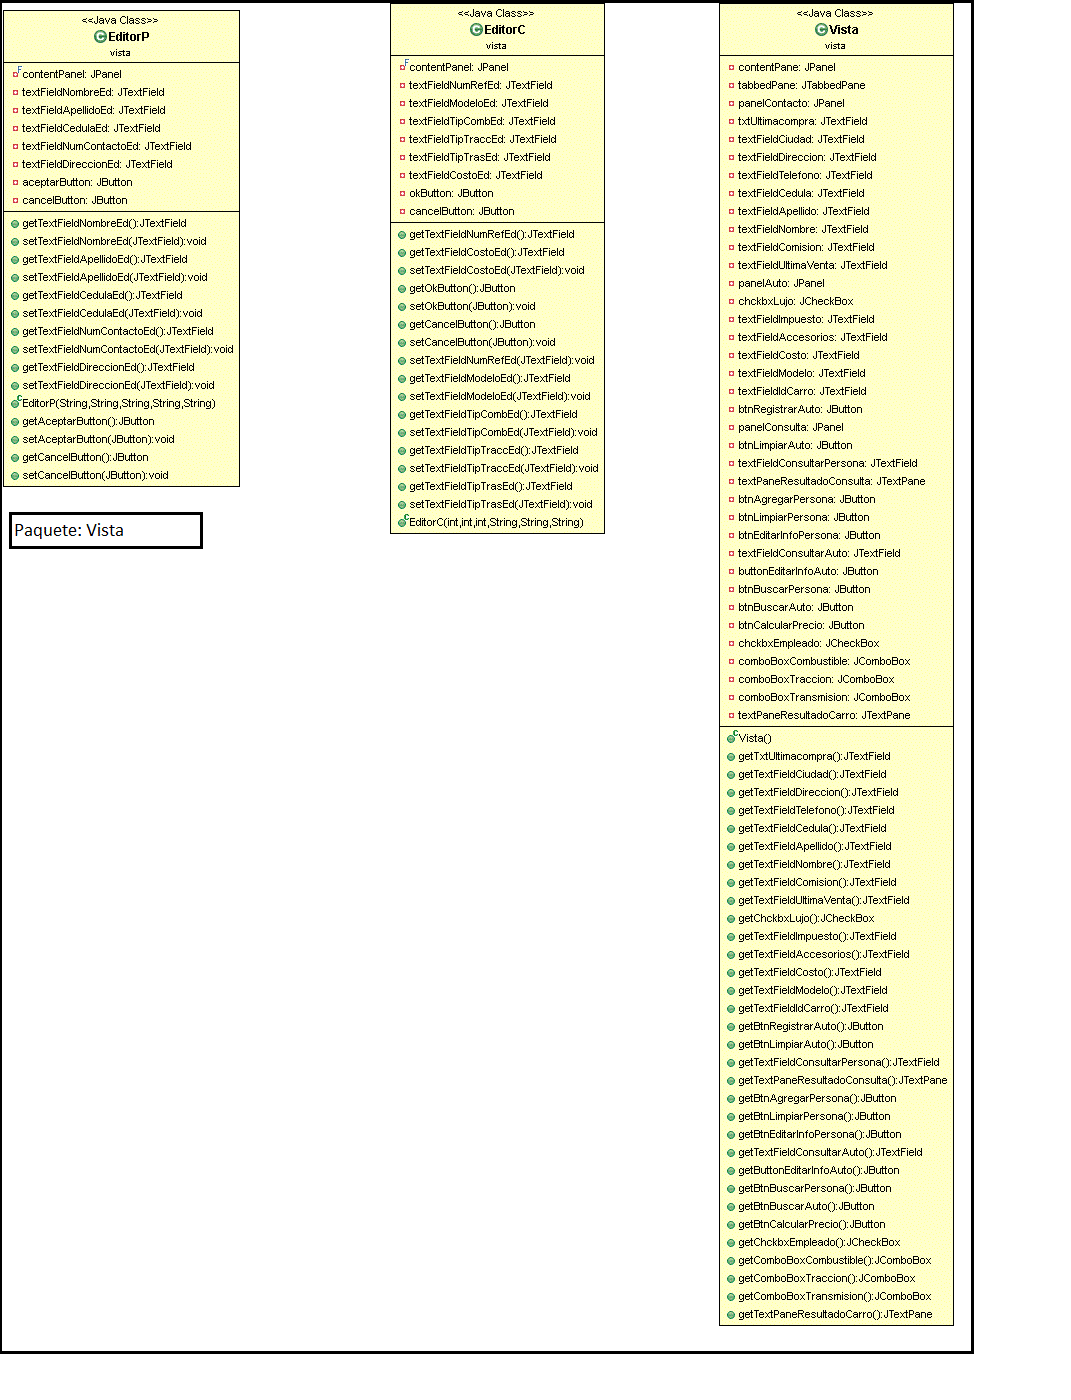 <<Java Class>>
EditorP
vista
contentPanel: JPanel
textFieldNombreEd: JTextField
textFieldApellidoEd: JTextField
textFieldCedulaEd: JTextField
textFieldNumContactoEd: JTextField
textFieldDireccionEd: JTextField
aceptarButton: JButton
cancelButton: JButton
getTextFieldNombreEd():JTextField
setTextFieldNombreEd(JTextField):void
getTextFieldApellidoEd():JTextField
setTextFieldApellidoEd(JTextField):void
getTextFieldCedulaEd():JTextField
setTextFieldCedulaEd(JTextField):void
getTextFieldNumContactoEd():JTextField
setTextFieldNumContactoEd(JTextField):void
getTextFieldDireccionEd():JTextField
setTextFieldDireccionEd(JTextField):void
EditorP(String,String,String,String,String)
getAceptarButton():JButton
setAceptarButton(JButton):void
getCancelButton():JButton
setCancelButton(JButton):void
Paquete: Vista
<<Java Class>>
EditorC
vista
contentPanel: JPanel
textFieldNumRefEd: JTextField
textFieldModeloEd: JTextField
textFieldTipCombEd: JTextField
textFieldTipTraccEd: JTextField
textFieldTipTrasEd: JTextField
textFieldCostoEd: JTextField
okButton: JButton
cancelButton: JButton
getTextFieldNumRefEd():JTextField
getTextFieldCostoEd():JTextField
setTextFieldCostoEd(JTextField):void
getOkButton():JButton
setOkButton(JButton):void
getCancelButton():JButton
setCancelButton(JButton):void
setTextFieldNumRefEd(JTextField):void
getTextFieldModeloEd():JTextField
setTextFieldModeloEd(JTextField):void
getTextFieldTipCombEd():JTextField
setTextFieldTipCombEd(JTextField):void
getTextFieldTipTraccEd():JTextField
setTextFieldTipTraccEd(JTextField):void
getTextFieldTipTrasEd():JTextField
setTextFieldTipTrasEd(JTextField):void
EditorC(int,int,int,String,String,String)
<<Java Class>>
Vista
vista
contentPane: JPanel
tabbedPane: JTabbedPane
panelContacto: JPanel
txtUltimacompra: JTextField
textFieldCiudad: JTextField
textFieldDireccion: JTextField
textFieldTelefono: JTextField
textFieldCedula: JTextField
textFieldApellido: JTextField
textFieldNombre: JTextField
textFieldComision: JTextField
textFieldUltimaVenta: JTextField
panelAuto: JPanel
chckbxLujo: JCheckBox
textFieldImpuesto: JTextField
textFieldAccesorios: JTextField
textFieldCosto: JTextField
textFieldModelo: JTextField
textFieldIdCarro: JTextField
btnRegistrarAuto: JButton
panelConsulta: JPanel
btnLimpiarAuto: JButton
textFieldConsultarPersona: JTextField
textPaneResultadoConsulta: JTextPane
btnAgregarPersona: JButton
btnLimpiarPersona: JButton
btnEditarInfoPersona: JButton
textFieldConsultarAuto: JTextField
buttonEditarInfoAuto: JButton
btnBuscarPersona: JButton
btnBuscarAuto: JButton
btnCalcularPrecio: JButton
chckbxEmpleado: JCheckBox
comboBoxCombustible: JComboBox
comboBoxTraccion: JComboBox
comboBoxTransmision: JComboBox
textPaneResultadoCarro: JTextPane
Vista()
getTxtUltimacompra():JTextField
getTextFieldCiudad():JTextField
getTextFieldDireccion():JTextField
getTextFieldTelefono():JTextField
getTextFieldCedula():JTextField
getTextFieldApellido():JTextField
getTextFieldNombre():JTextField
getTextFieldComision():JTextField
getTextFieldUltimaVenta():JTextField
getChckbxLujo():JCheckBox
getTextFieldImpuesto():JTextField
getTextFieldAccesorios():JTextField
getTextFieldCosto():JTextField
getTextFieldModelo():JTextField
getTextFieldIdCarro():JTextField
getBtnRegistrarAuto():JButton
getBtnLimpiarAuto():JButton
getTextFieldConsultarPersona():JTextField
getTextPaneResultadoConsulta():JTextPane
getBtnAgregarPersona():JButton
getBtnLimpiarPersona():JButton
getBtnEditarInfoPersona():JButton
getTextFieldConsultarAuto():JTextField
getButtonEditarInfoAuto():JButton
getBtnBuscarPersona():JButton
getBtnBuscarAuto():JButton
getBtnCalcularPrecio():JButton
getChckbxEmpleado():JCheckBox
getComboBoxCombustible():JComboBox
getComboBoxTraccion():JComboBox
getComboBoxTransmision():JComboBox
getTextPaneResultadoCarro():JTextPane